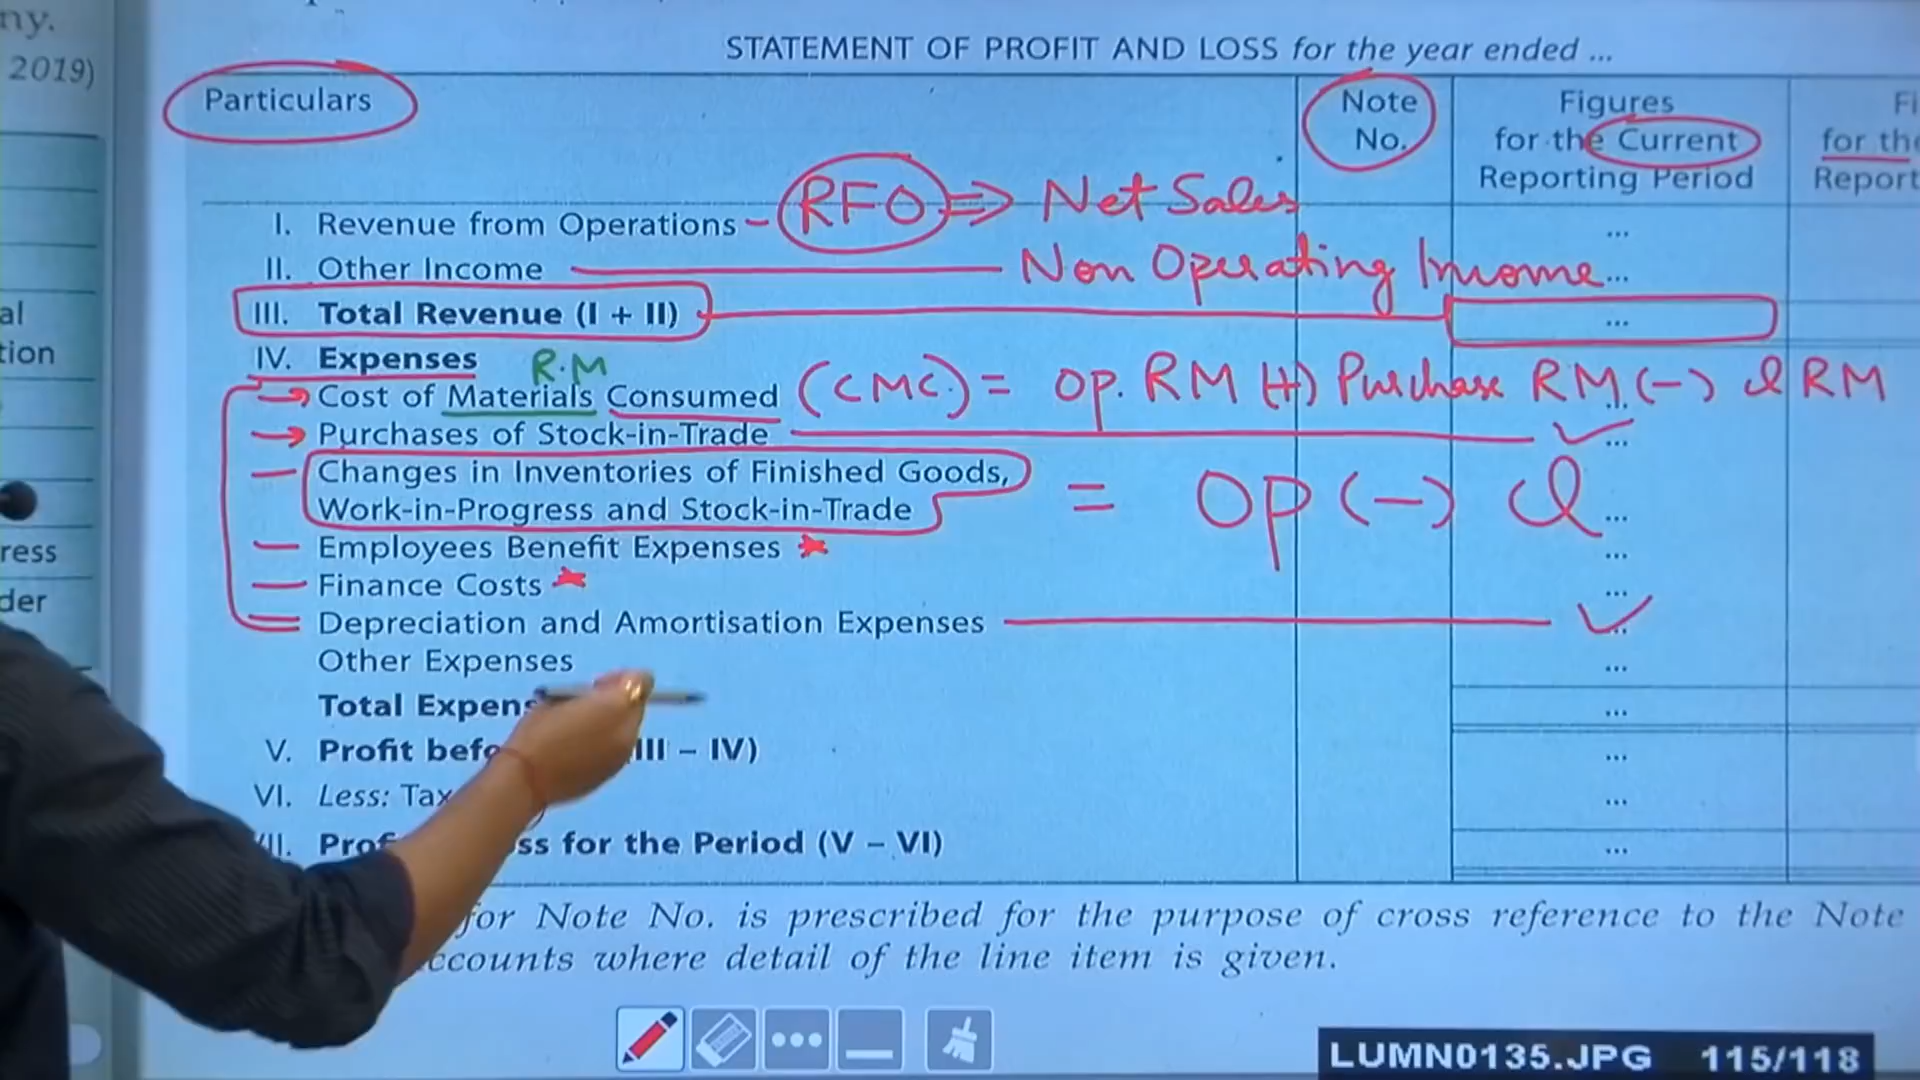 ny.
2019)
al
tion
ress
der
STATEMENT OF PROFIT AND LOSS for the year ended ...
Particulars
Note No.
Figures for the Current Reporting Period
for the
Report
I. Revenue from Operations – RFO ⇒ Net Sales ...
II. Other Income — Non Operating Income ...
III. Total Revenue (I + II) ...
IV. Expenses R.M
Cost of Materials Consumed (CMC) = Op. RM (+) Purchase RM (–) Cl RM ...
Purchases of Stock-in-Trade ...
Changes in Inventories of Finished Goods,
Work-in-Progress and Stock-in-Trade = Op (–) Cl ...
Employees Benefit Expenses ...
Finance Costs ...
Depreciation and Amortisation Expenses ...
Other Expenses ...
Total Expens ...
V. Profit befo III – IV) ...
VI. Less: Tax ...
II. Prof ss for the Period (V – VI) ...
for Note No. is prescribed for the purpose of cross reference to the Note
ccounts where detail of the line item is given.
LUMN0135.JPG 115/118